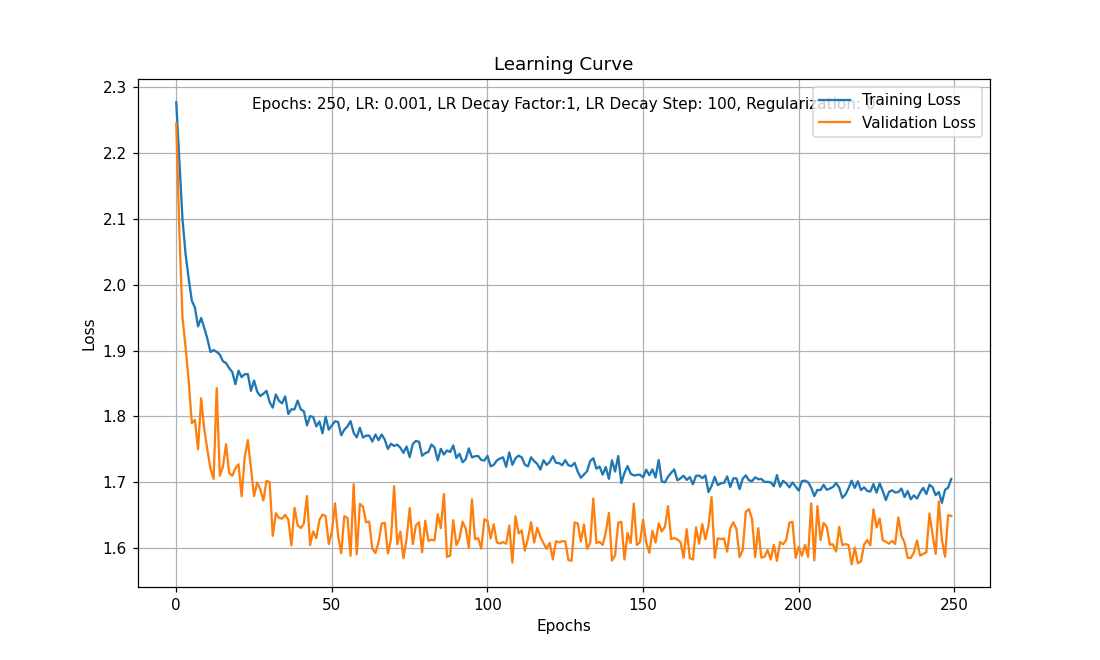 Learning Curve
Epochs: 250, LR: 0.001, LR Decay Factor:1, LR Decay Step: 100, Regularization: 0
Training Loss
Validation Loss
2.3
2.2
2.1
2.0
1.9
1.8
1.7
1.6
Loss
0
50
100
150
200
250
Epochs